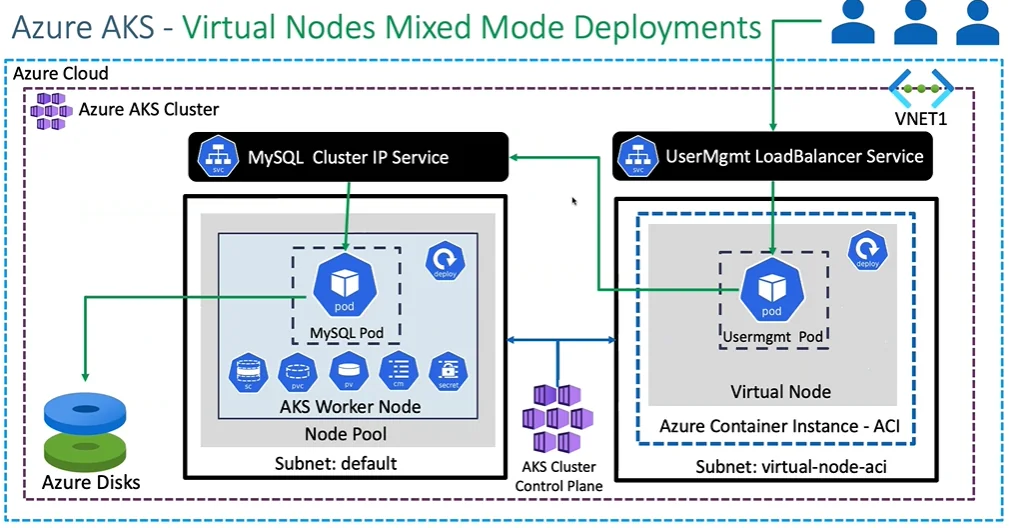 Azure AKS - Virtual Nodes Mixed Mode Deployments
Azure Cloud
Azure AKS Cluster
VNET1
svc
MySQL Cluster IP Service
svc
UserMgmt LoadBalancer Service
deploy
pod
MySQL Pod
sc
pvc
pv
cm
secret
AKS Worker Node
Node Pool
Subnet: default
Azure Disks
AKS Cluster
Control Plane
deploy
pod
Usermgmt Pod
Virtual Node
Azure Container Instance - ACI
Subnet: virtual-node-aci